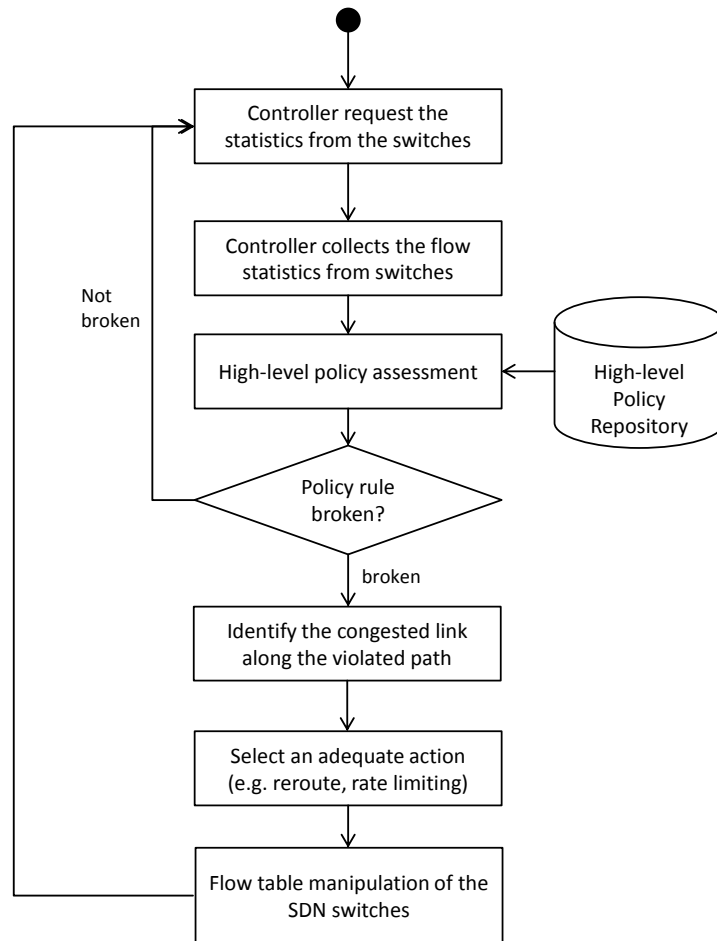 Controller request the
statistics from the switches
Controller collects the flow
statistics from switches
Not
broken
High-level policy assessment
High-level
Policy
Repository
Policy rule
broken?
broken
Identify the congested link
along the violated path
Select an adequate action
(e.g. reroute, rate limiting)
Flow table manipulation of the
SDN switches